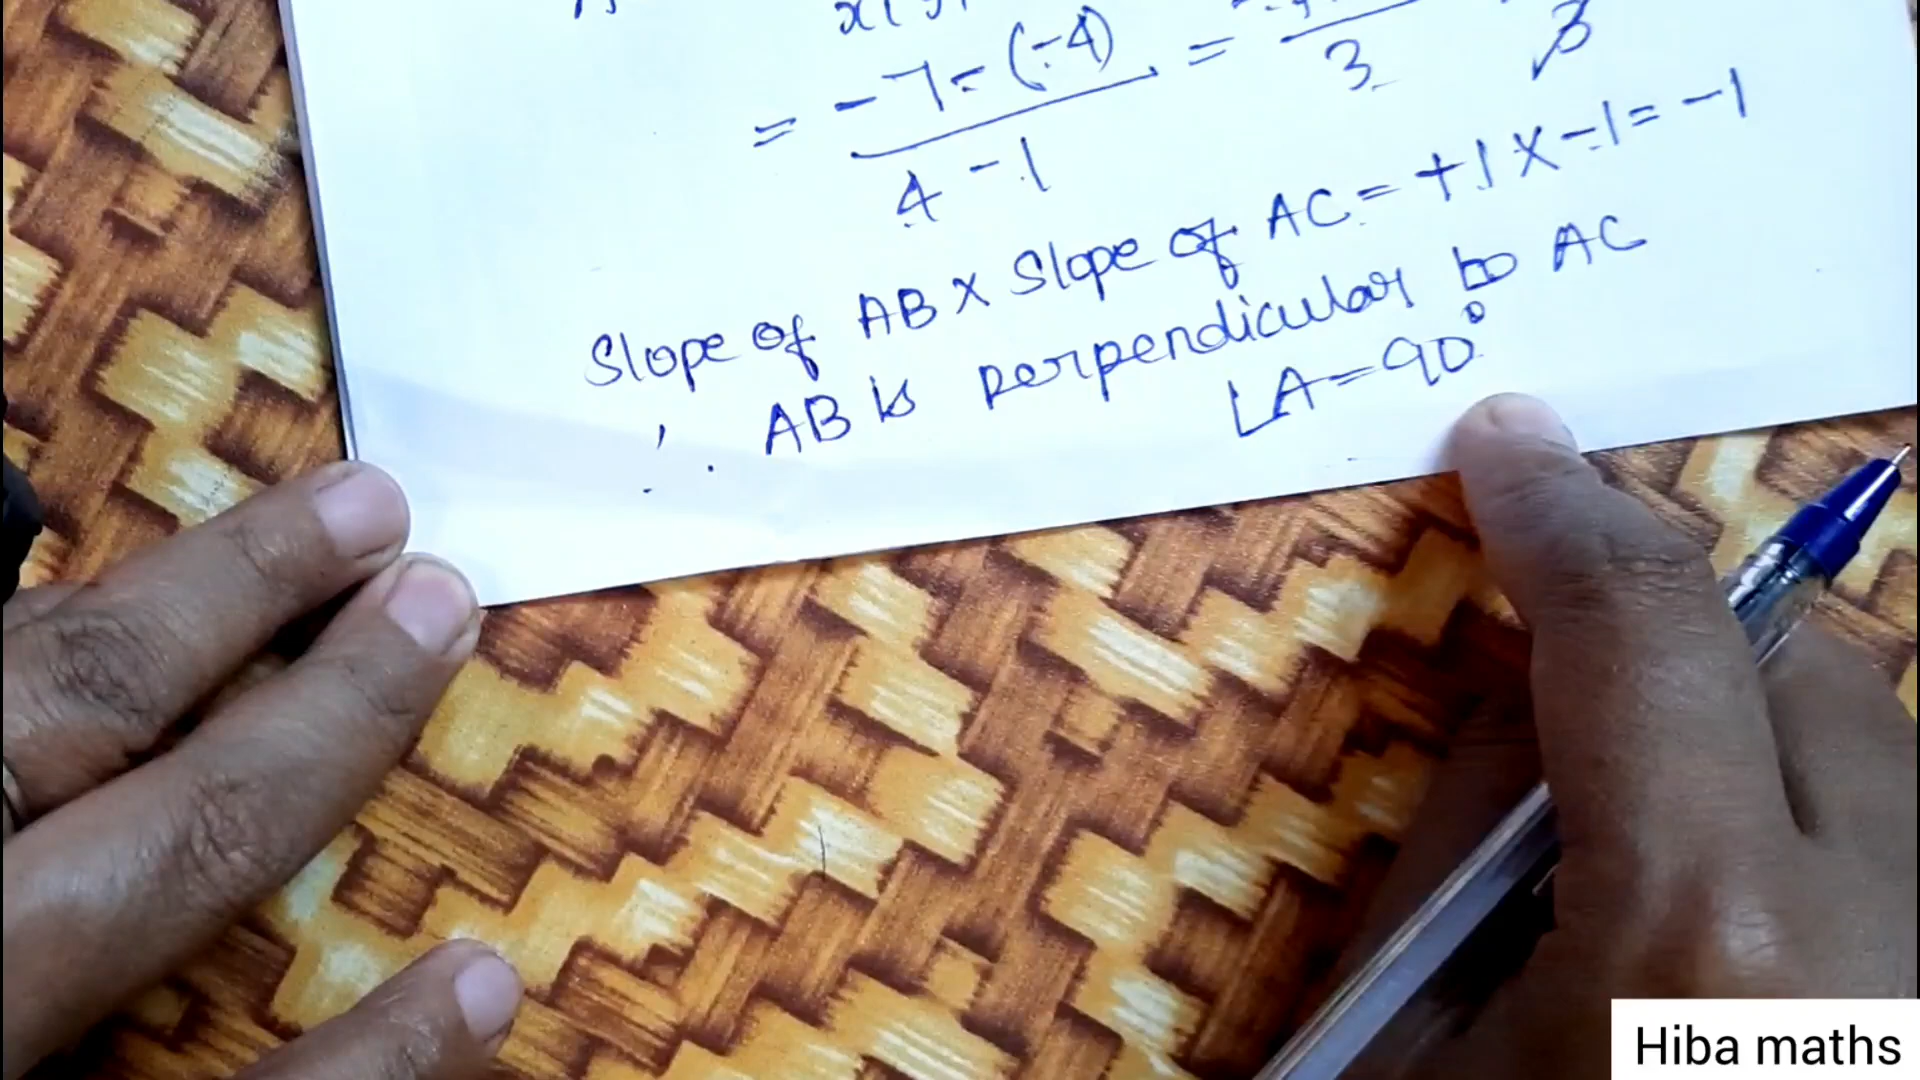 = -7-(-4) / 4-1 = / 3 3
Slope of AB × Slope of AC = +1 × -1 = -1
∴ AB is perpendicular to AC
∟A = 90°
Hiba maths